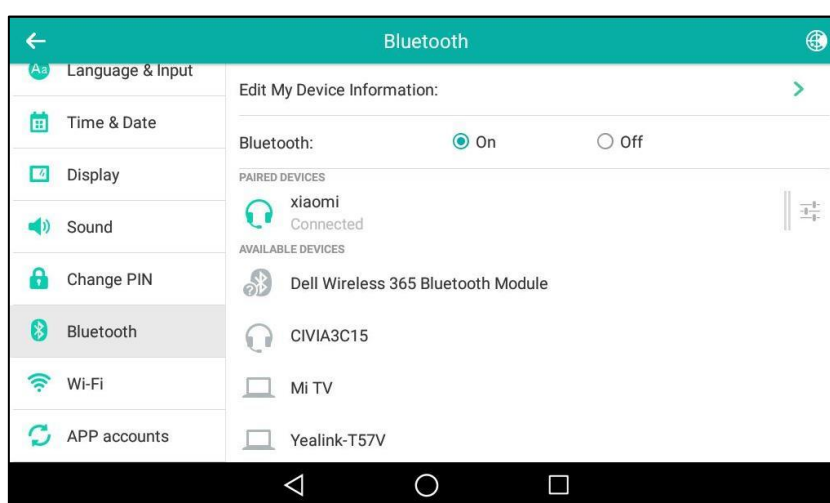 Bluetooth
Aa Language & Input
Time & Date
Display
Sound
Change PIN
Bluetooth
Wi-Fi
APP accounts
Edit My Device Information:
Bluetooth: On Off
PAIRED DEVICES
xiaomi
Connected
AVAILABLE DEVICES
Dell Wireless 365 Bluetooth Module
CIVIA3C15
Mi TV
Yealink-T57V